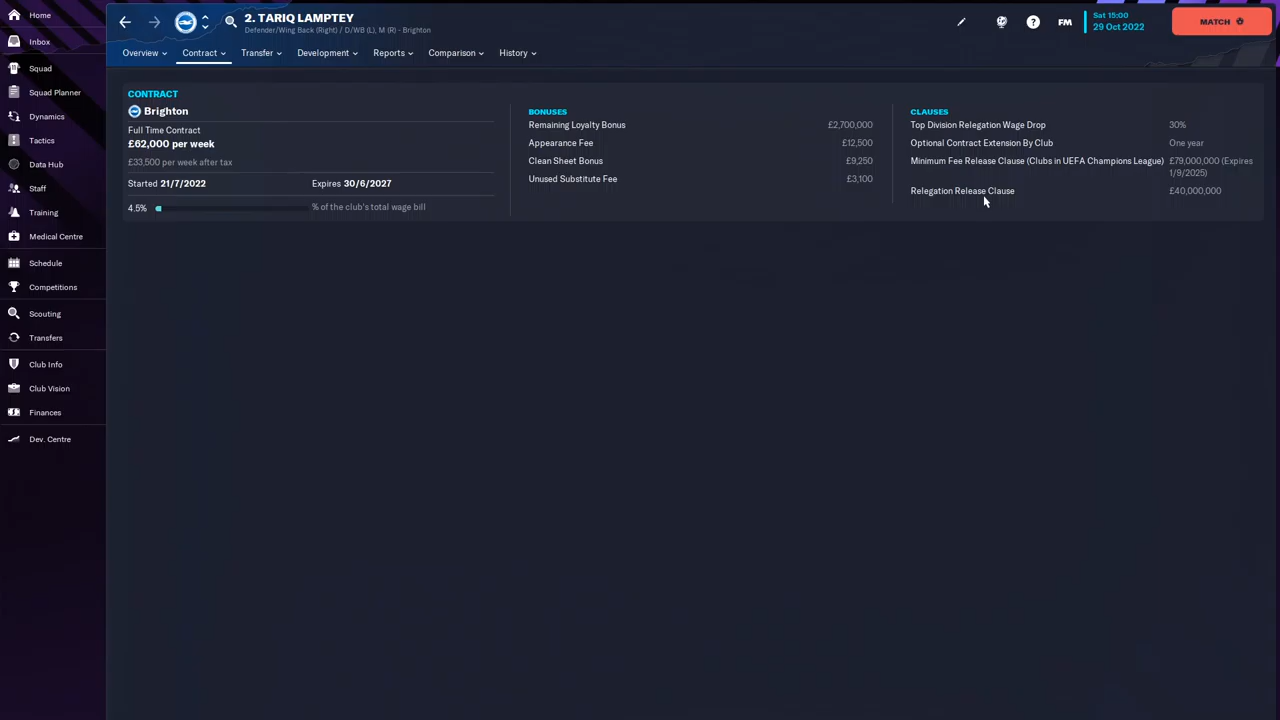 Home
Inbox
Squad
Squad Planner
Dynamics
Tactics
Data Hub
Staff
Training
Medical Centre
Schedule
Competitions
Scouting
Transfers
Club Info
Club Vision
Finances
Dev. Centre
2. TARIQ LAMPTEY
Defender/Wing Back (Right) / D/WB (L), M (R) - Brighton
FM
Sat 15:00
29 Oct 2022
MATCH
Overview
Contract
Transfer
Development
Reports
Comparison
History
CONTRACT
Brighton
Full Time Contract
£62,000 per week
£33,500 per week after tax
Started 21/7/2022 Expires 30/6/2027
4.5% % of the club's total wage bill
BONUSES
Remaining Loyalty Bonus £2,700,000
Appearance Fee £12,500
Clean Sheet Bonus £9,250
Unused Substitute Fee £3,100
CLAUSES
Top Division Relegation Wage Drop 30%
Optional Contract Extension By Club One year
Minimum Fee Release Clause (Clubs in UEFA Champions League) £79,000,000 (Expires
1/9/2025)
Relegation Release Clause £40,000,000